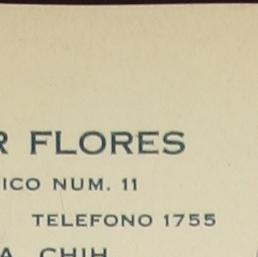 R FLORES
ICO NUM. 11
TELEFONO 1755
A, CHIH